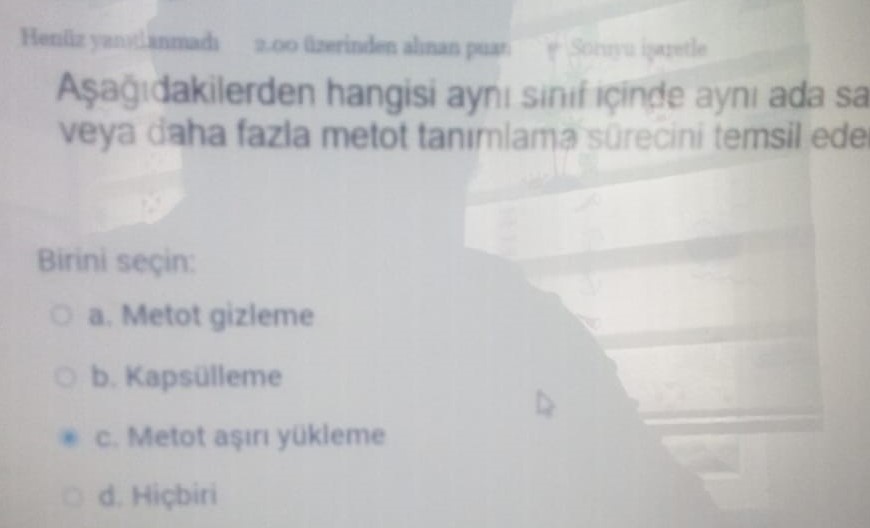 Henüz yanıtlanmadı 2.00 üzerinden alınan puan Soruyu işaretle
Aşağıdakilerden hangisi aynı sınıf içinde aynı ada sa
veya daha fazla metot tanımlama sürecini temsil eder
Birini seçin:
a. Metot gizleme
b. Kapsülleme
c. Metot aşırı yükleme
d. Hiçbiri